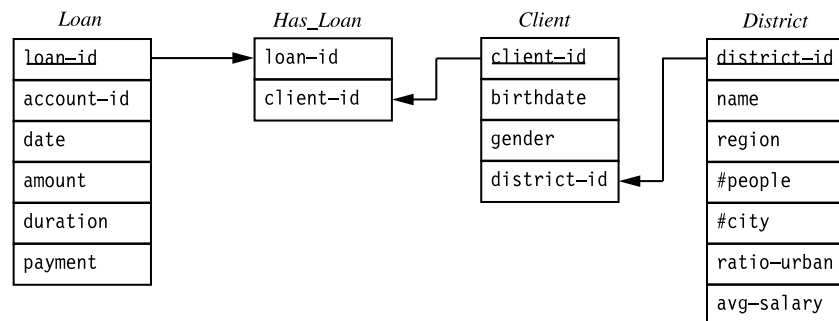 Loan
loan-id
account-id
date
amount
duration
payment
Has_Loan
loan-id
client-id
Client
client-id
birthdate
gender
district-id
District
district-id
name
region
#people
#city
ratio-urban
avg-salary